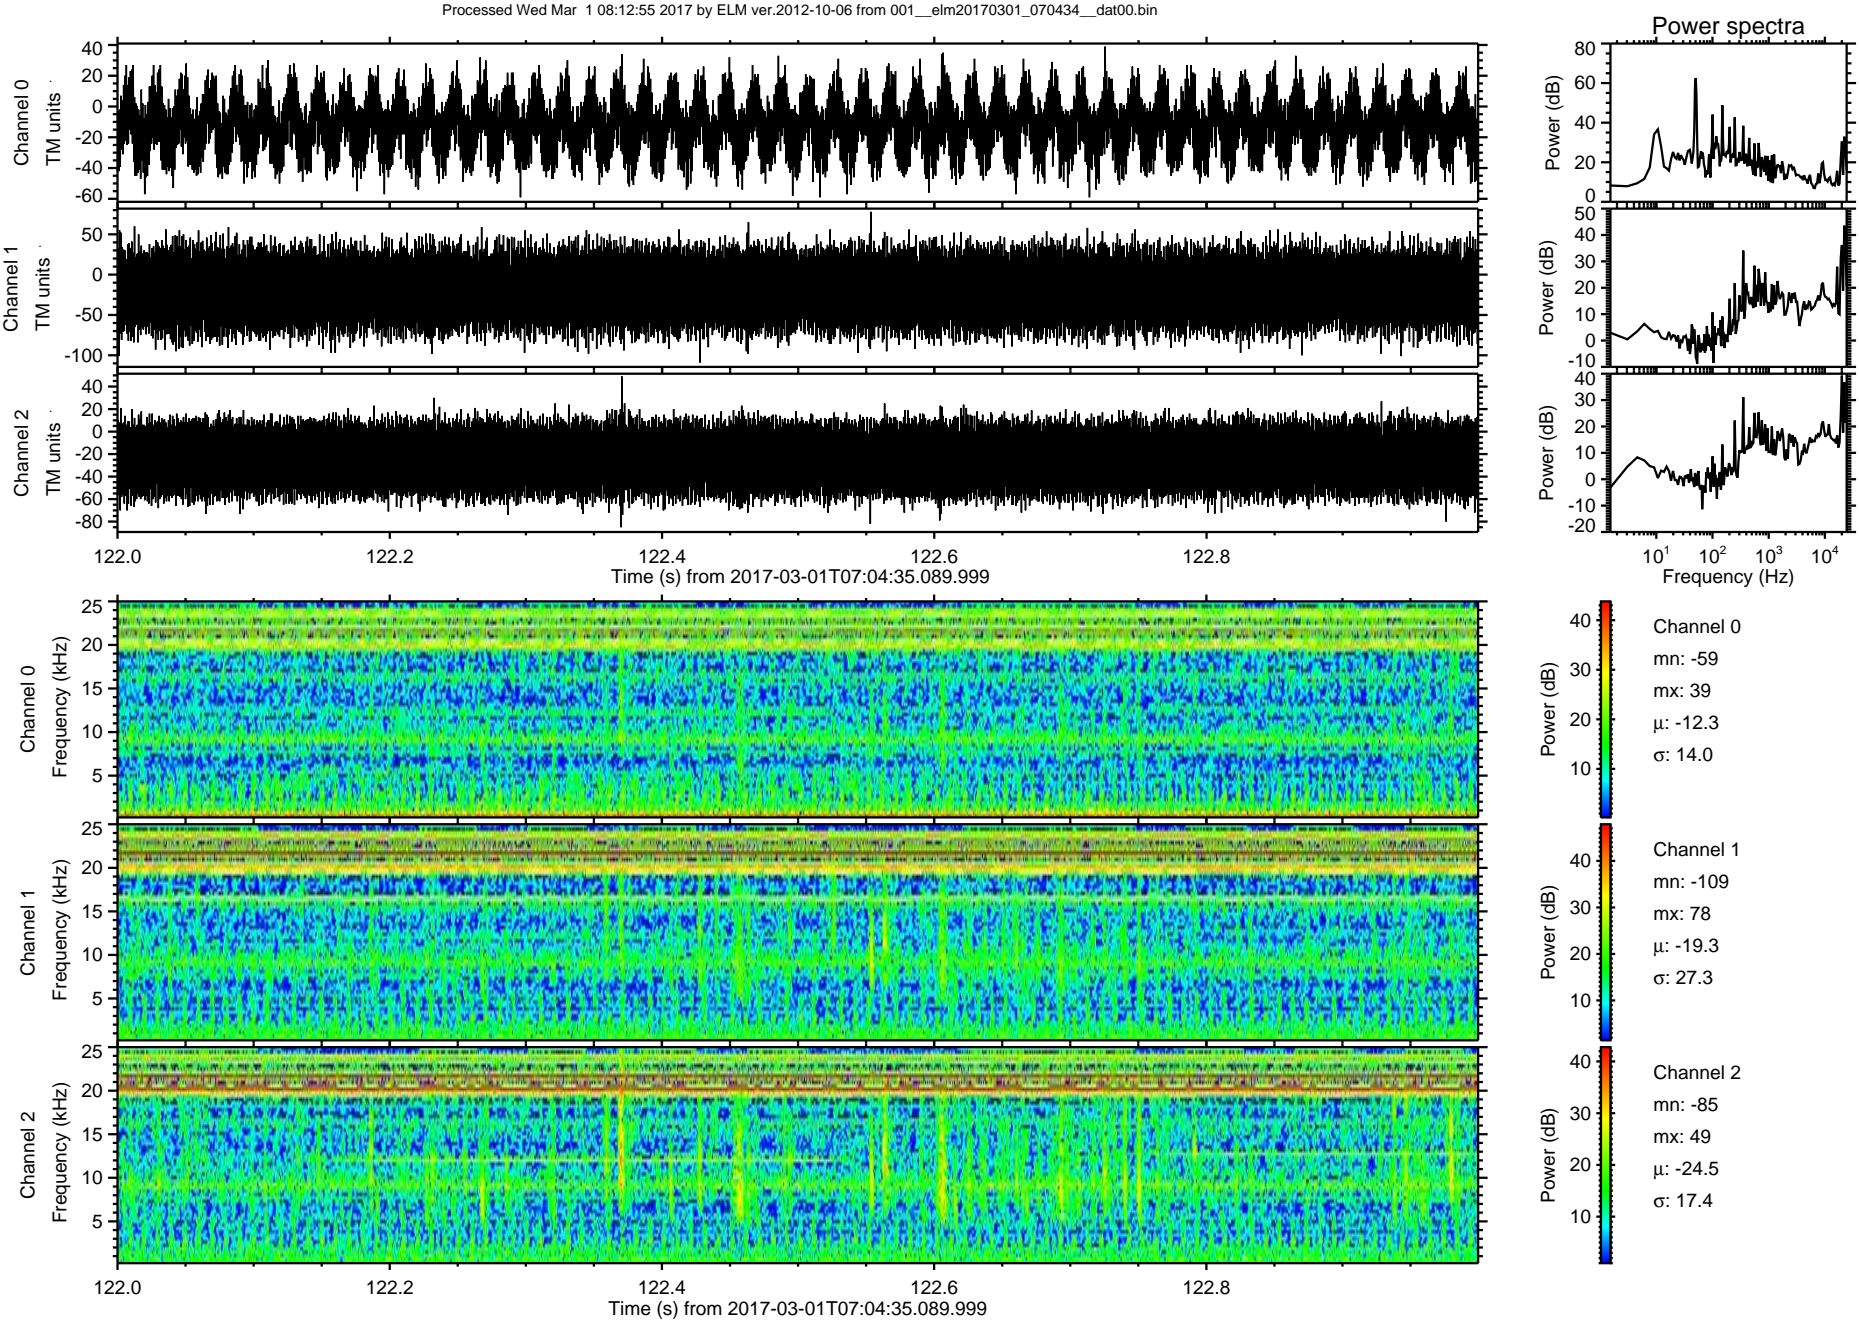 Processed Wed Mar 1 08:12:55 2017 by ELM ver.2012-10-06 from 001__elm20170301_070434__dat00.bin
Power spectra
Channel 0
TM units
40
20
0
-20
-40
-60
Power (dB)
80
60
40
20
0
Channel 1
TM units
50
0
-50
-100
Power (dB)
50
40
30
20
10
0
-10
Channel 2
TM units
40
20
0
-20
-40
-60
-80
Power (dB)
40
30
20
10
0
-10
-20
122.0 122.2 122.4 122.6 122.8
Time (s) from 2017-03-01T07:04:35.089.999
10^1 10^2 10^3 10^4
Frequency (Hz)
Channel 0
Frequency (kHz)
25
20
15
10
5
Power (dB)
40
30
20
10
Channel 0
mn: -59
mx: 39
μ: -12.3
σ: 14.0
Channel 1
Frequency (kHz)
25
20
15
10
5
Power (dB)
40
30
20
10
Channel 1
mn: -109
mx: 78
μ: -19.3
σ: 27.3
Channel 2
Frequency (kHz)
25
20
15
10
5
Power (dB)
40
30
20
10
Channel 2
mn: -85
mx: 49
μ: -24.5
σ: 17.4
122.0 122.2 122.4 122.6 122.8
Time (s) from 2017-03-01T07:04:35.089.999